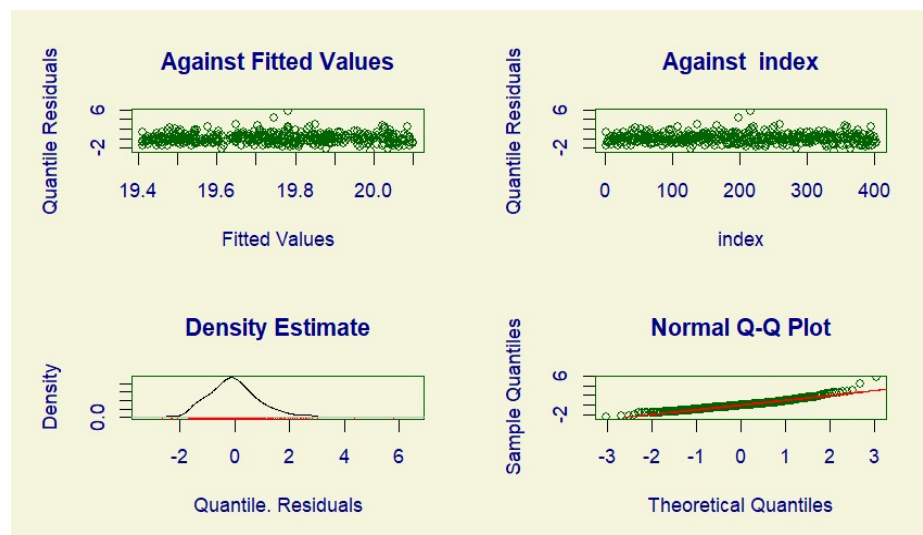 Against Fitted Values
Quantile Residuals
-2 6
19.4 19.6 19.8 20.0
Fitted Values
Against index
Quantile Residuals
-2 6
0 100 200 300 400
index
Density Estimate
Density
0.0
-2 0 2 4 6
Quantile. Residuals
Normal Q-Q Plot
Sample Quantiles
-2 6
-3 -2 -1 0 1 2 3
Theoretical Quantiles